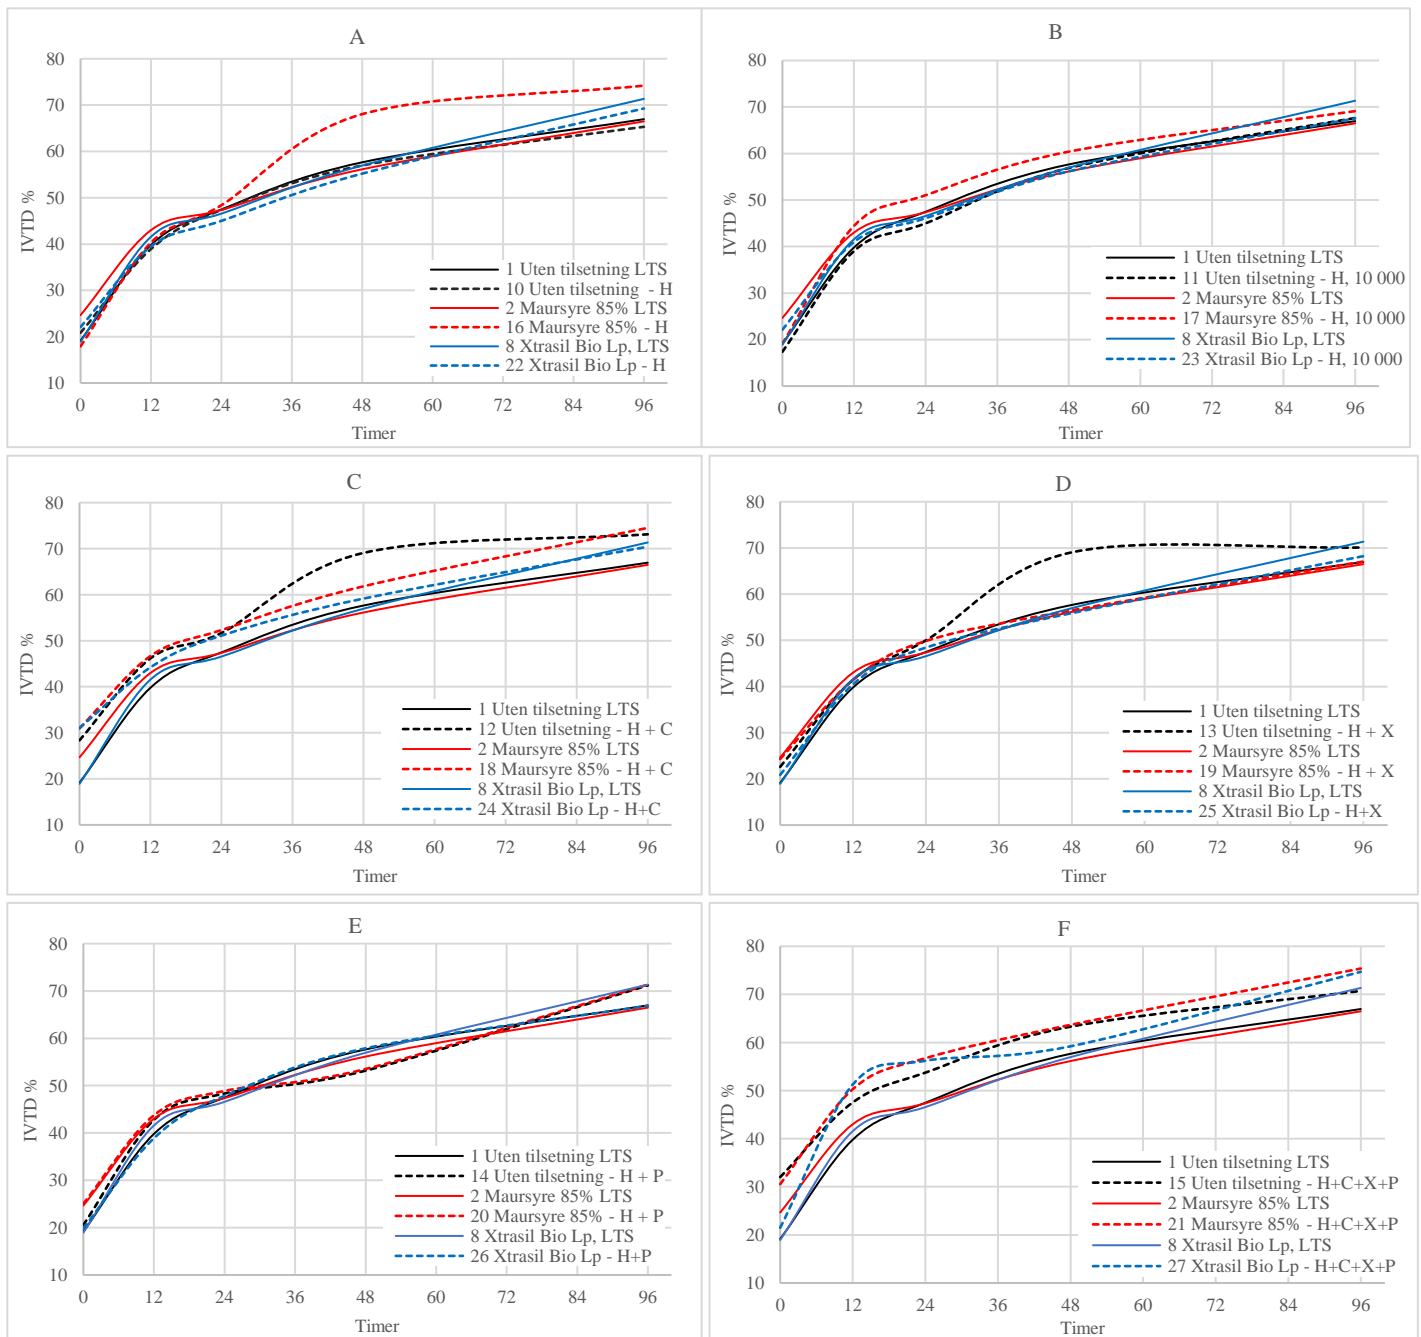 A
80
70
60
50
40
30
20
10
IVTD %
1 Uten tilsetning LTS
10 Uten tilsetning - H
2 Maursyre 85% LTS
16 Maursyre 85% - H
8 Xtrasil Bio Lp, LTS
22 Xtrasil Bio Lp - H
0 12 24 36 48 60 72 84 96
Timer
B
80
70
60
50
40
30
20
10
IVTD %
1 Uten tilsetning LTS
11 Uten tilsetning - H, 10 000
2 Maursyre 85% LTS
17 Maursyre 85% - H, 10 000
8 Xtrasil Bio Lp, LTS
23 Xtrasil Bio Lp - H, 10 000
0 12 24 36 48 60 72 84 96
Timer
C
80
70
60
50
40
30
20
10
IVTD %
1 Uten tilsetning LTS
12 Uten tilsetning - H + C
2 Maursyre 85% LTS
18 Maursyre 85% - H + C
8 Xtrasil Bio Lp, LTS
24 Xtrasil Bio Lp - H+C
0 12 24 36 48 60 72 84 96
Timer
D
80
70
60
50
40
30
20
10
IVTD %
1 Uten tilsetning LTS
13 Uten tilsetning - H + X
2 Maursyre 85% LTS
19 Maursyre 85% - H + X
8 Xtrasil Bio Lp, LTS
25 Xtrasil Bio Lp - H+X
0 12 24 36 48 60 72 84 96
Timer
E
80
70
60
50
40
30
20
10
IVTD %
1 Uten tilsetning LTS
14 Uten tilsetning - H + P
2 Maursyre 85% LTS
20 Maursyre 85% - H + P
8 Xtrasil Bio Lp, LTS
26 Xtrasil Bio Lp - H+P
0 12 24 36 48 60 72 84 96
Timer
F
80
70
60
50
40
30
20
10
IVTD %
1 Uten tilsetning LTS
15 Uten tilsetning - H+C+X+P
2 Maursyre 85% LTS
21 Maursyre 85% - H+C+X+P
8 Xtrasil Bio Lp, LTS
27 Xtrasil Bio Lp - H+C+X+P
0 12 24 36 48 60 72 84 96
Timer